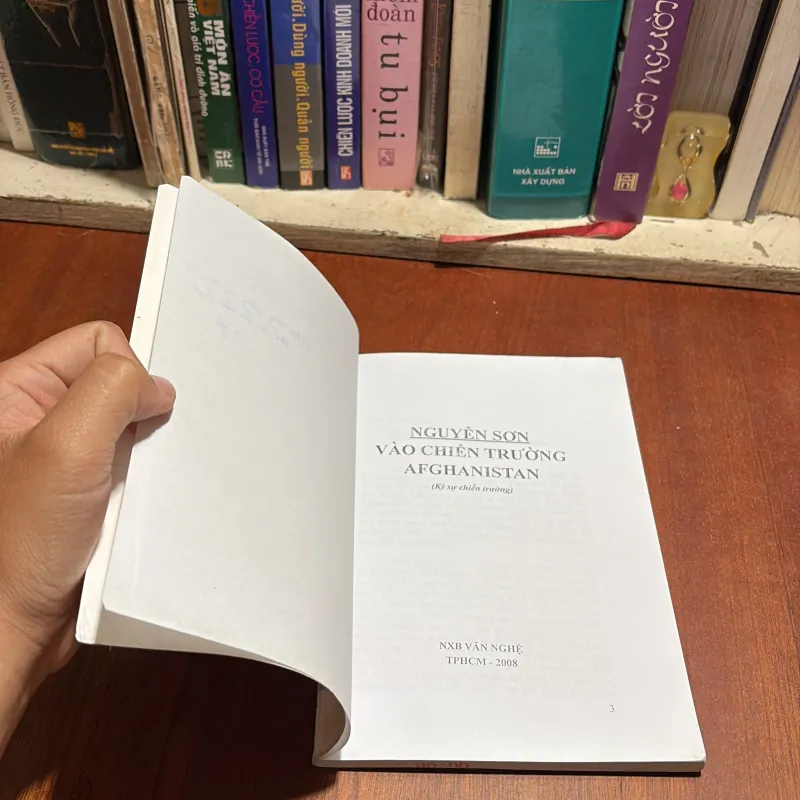 MÓN ĂN
VIỆT NAM
CHIẾN LƯỢC, CƠ CẤU
Dùng người. Quản người
CHIẾN LƯỢC KINH DOANH MỚI
đoàn
tu bụi
NHÀ XUẤT BẢN
XÂY DỰNG
người
NGUYỄN SƠN
VÀO CHIẾN TRƯỜNG
AFGHANISTAN
(Ký sự chiến trường)
NXB VĂN NGHỆ
TPHCM - 2008
3